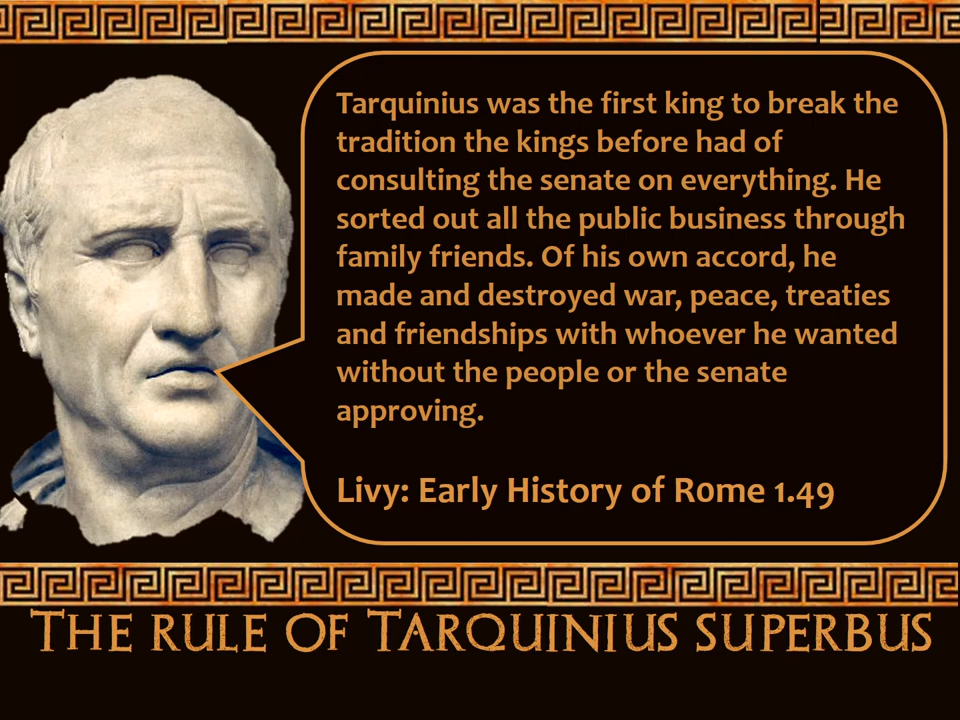 Tarquinius was the first king to break the
tradition the kings before had of
consulting the senate on everything. He
sorted out all the public business through
family friends. Of his own accord, he
made and destroyed war, peace, treaties
and friendships with whoever he wanted
without the people or the senate
approving.
Livy: Early History of R0me 1.49
The rule of Tarquinius superbus